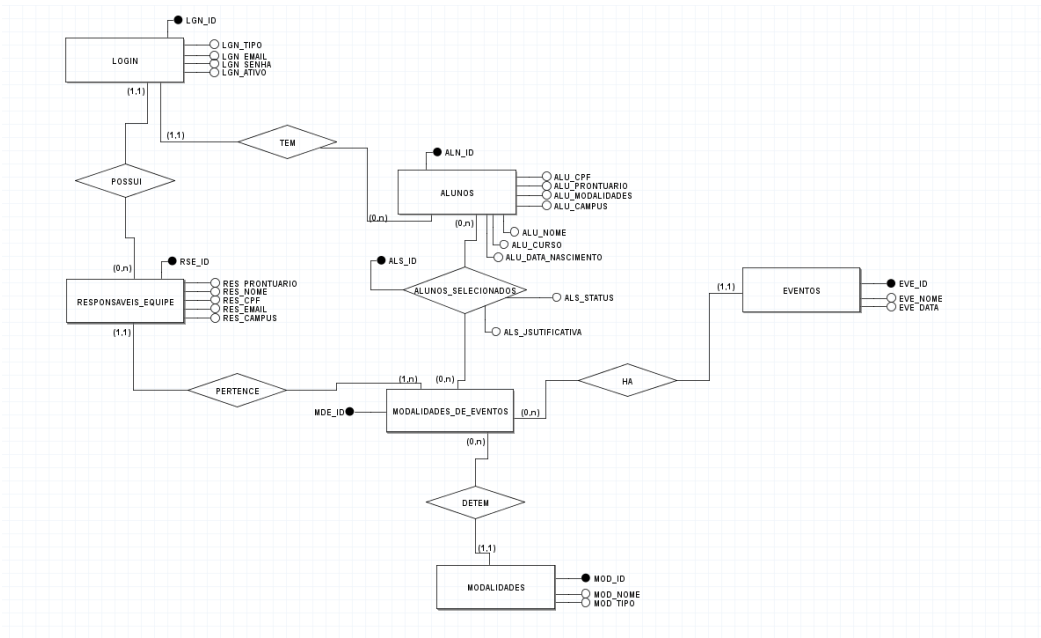 LGN_ID
LGN_TIPO
LGN_EMAIL
LGN_SENHA
LGN_ATIVO
LOGIN
(1,1)
(1,1)
TEM
ALN_ID
POSSUI
ALUNOS
ALU_CPF
ALU_PRONTUARIO
ALU_MODALIDADES
ALU_CAMPUS
(0,n)
(0,n)
ALU_NOME
ALU_CURSO
ALU_DATA_NASCIMENTO
(0,n)
RSE_ID
ALS_ID
RESPONSAVEIS_EQUIPE
RES_PRONTUARIO
RES_NOME
RES_CPF
RES_EMAIL
RES_CAMPUS
ALUNOS_SELECIONADOS
ALS_STATUS
ALS_JSUTIFICATIVA
(1,1)
EVENTOS
EVE_ID
EVE_NOME
EVE_DATA
(1,1)
PERTENCE
(1,n)
(0,n)
HA
MDE_ID
MODALIDADES_DE_EVENTOS
(0,n)
(0,n)
DETEM
(1,1)
MODALIDADES
MOD_ID
MOD_NOME
MOD_TIPO